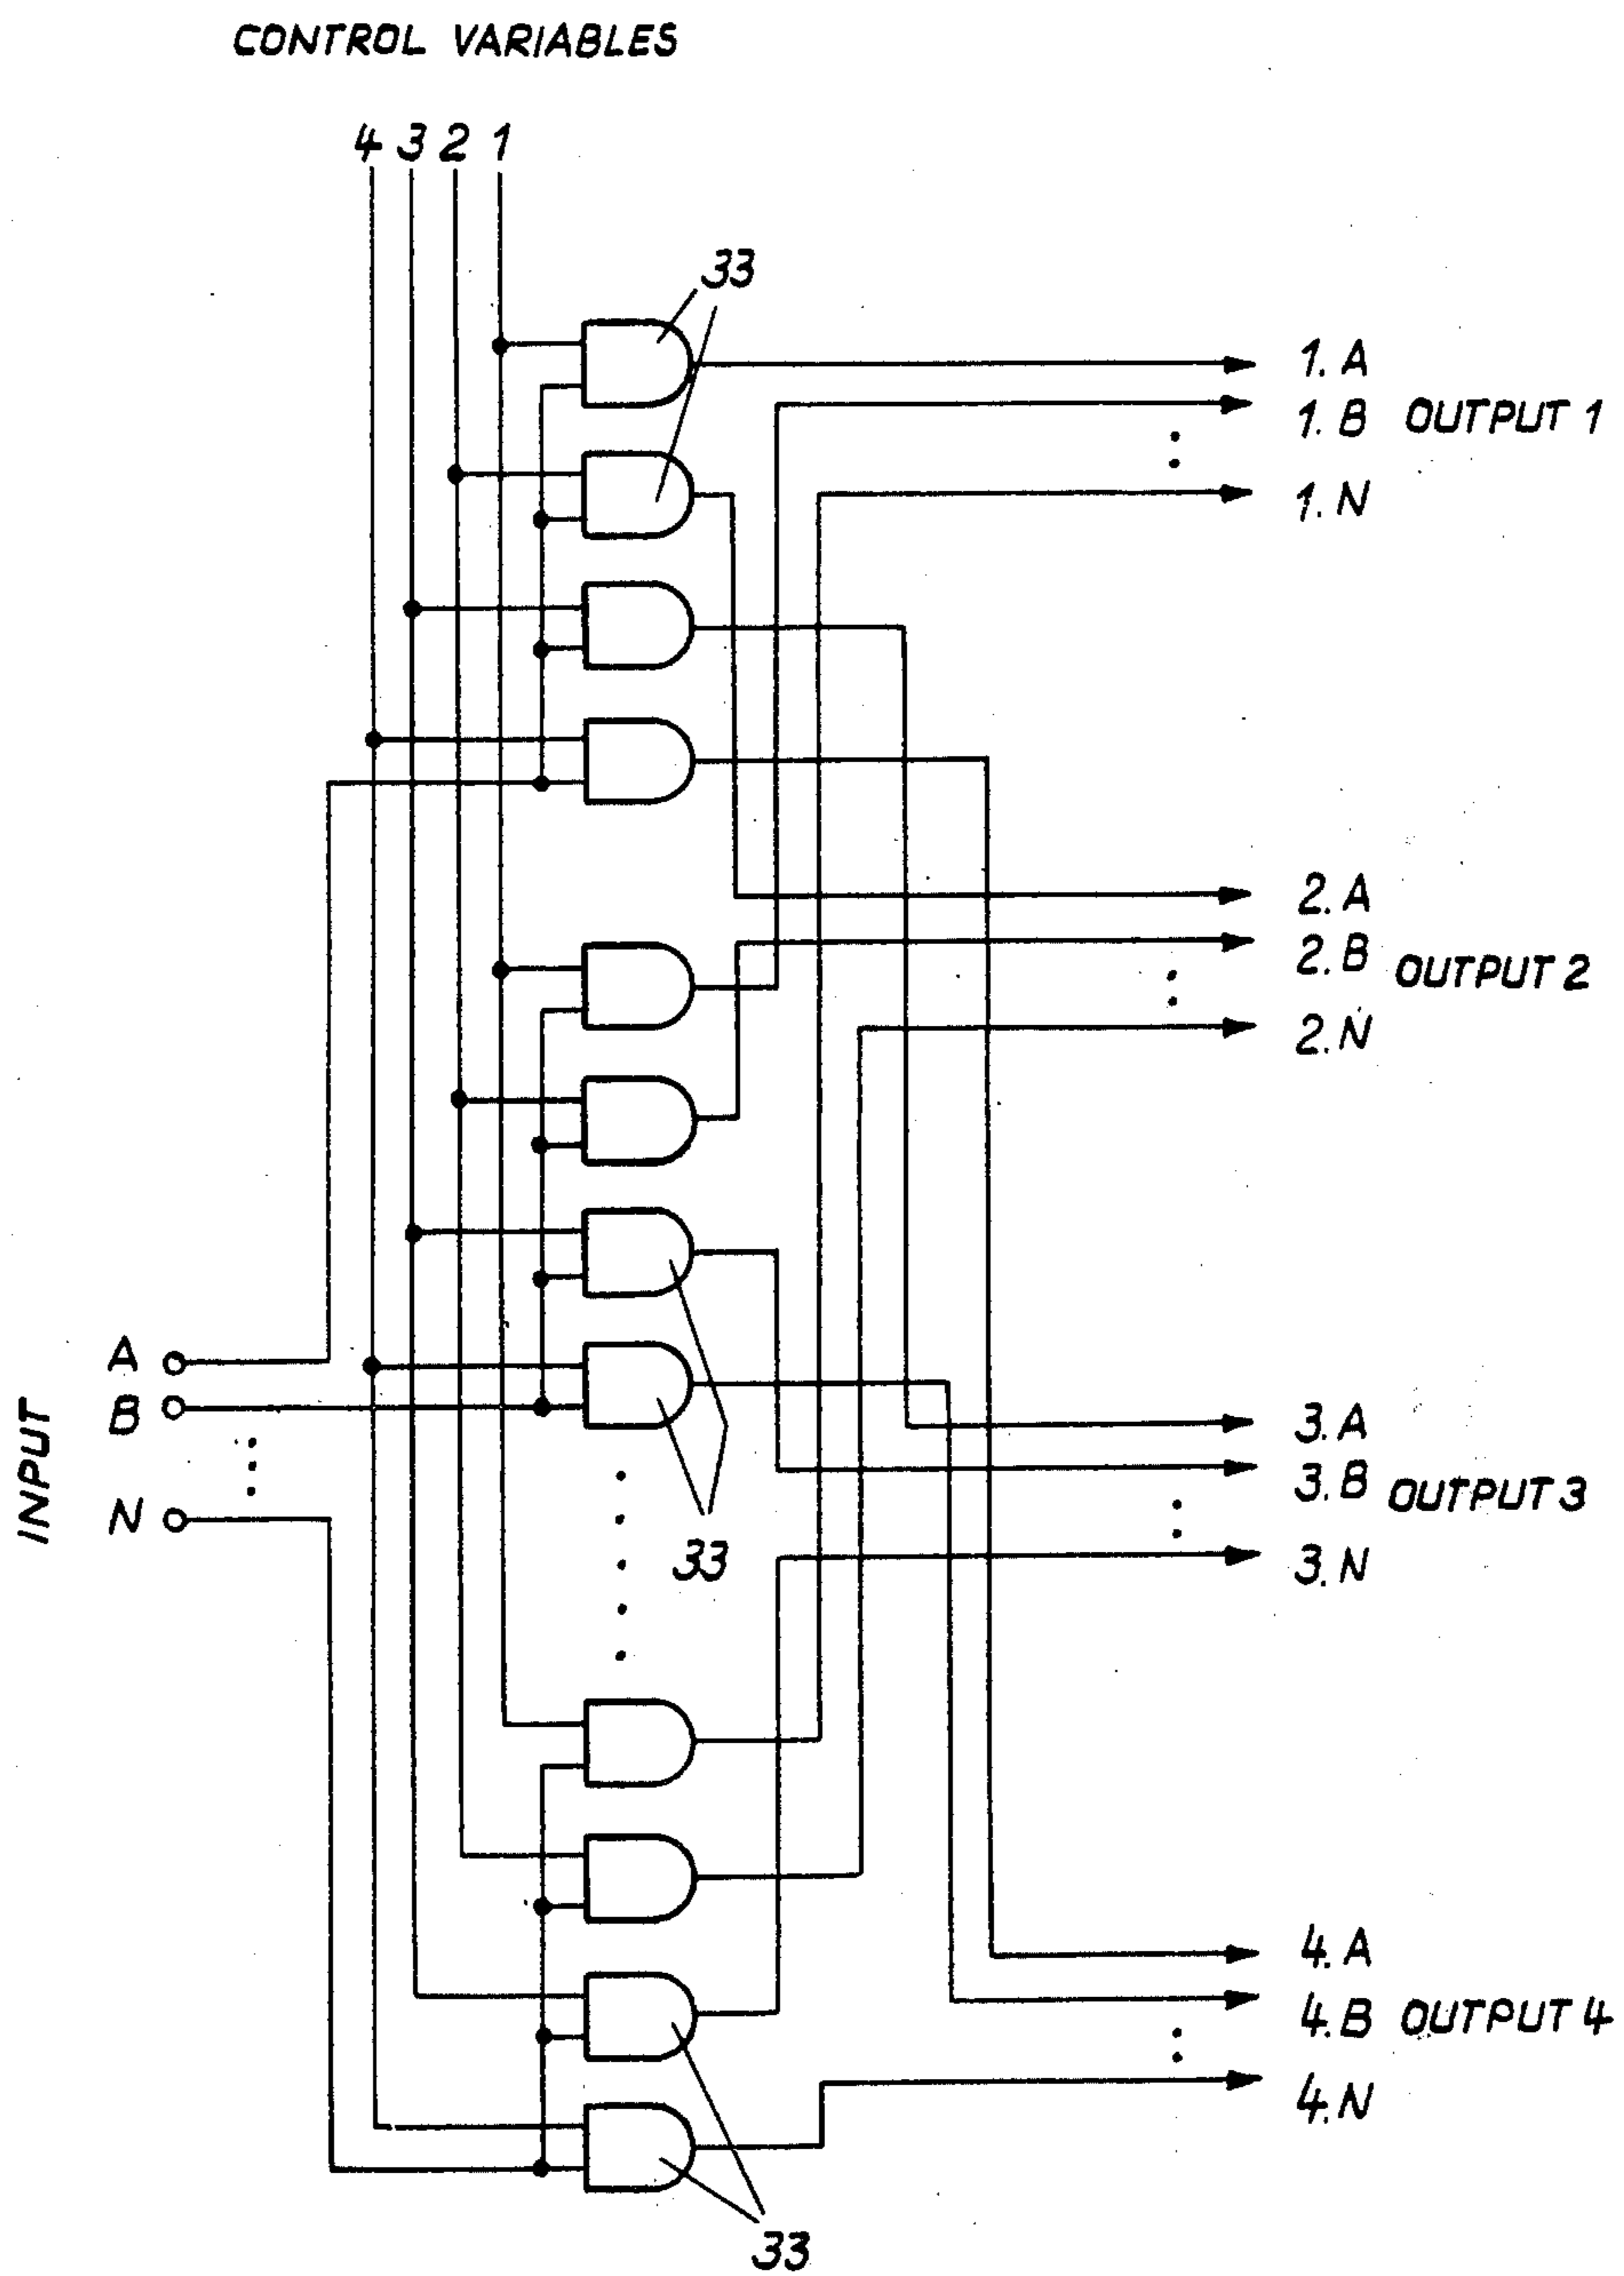 CONTROL VARIABLES
4 3 2 1
33
1. A
1. B OUTPUT 1
1. N
2. A
2. B OUTPUT 2
2. N
A
B
N
INPUT
3. A
3. B OUTPUT 3
3. N
33
4. A
4. B OUTPUT 4
4. N
33